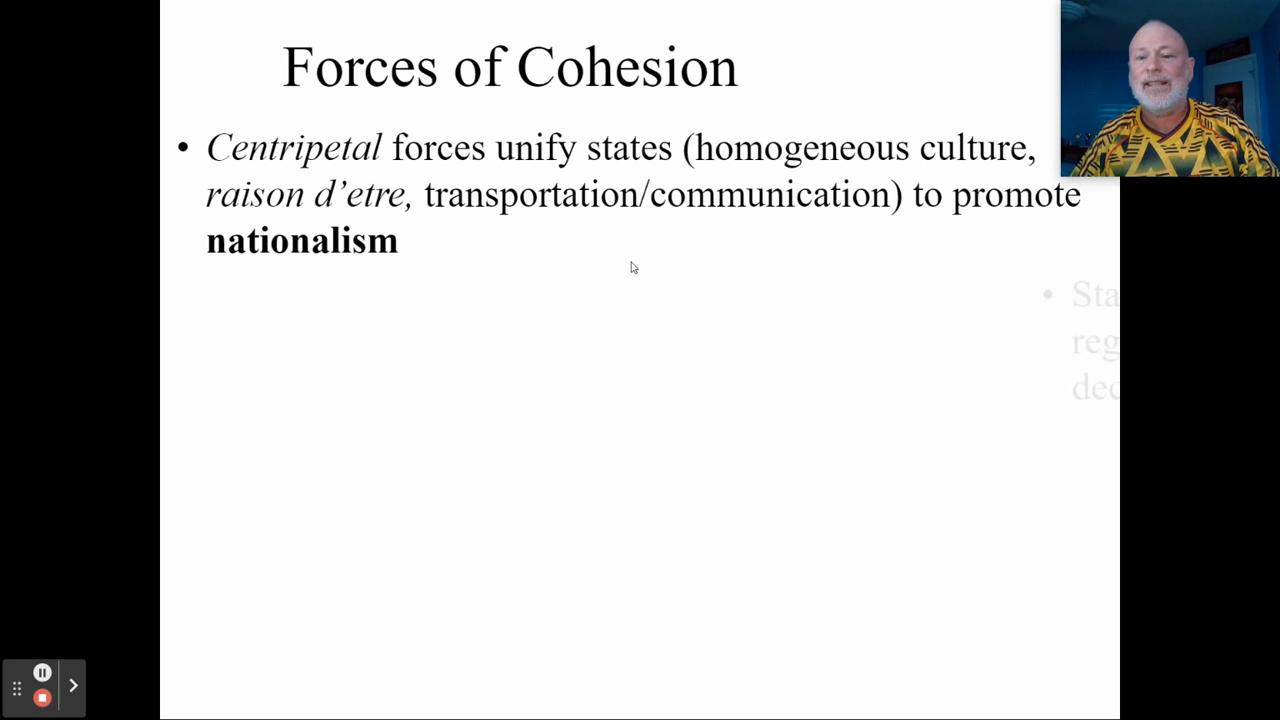 Forces of Cohesion
• Centripetal forces unify states (homogeneous culture,
raison d’etre, transportation/communication) to promote
nationalism